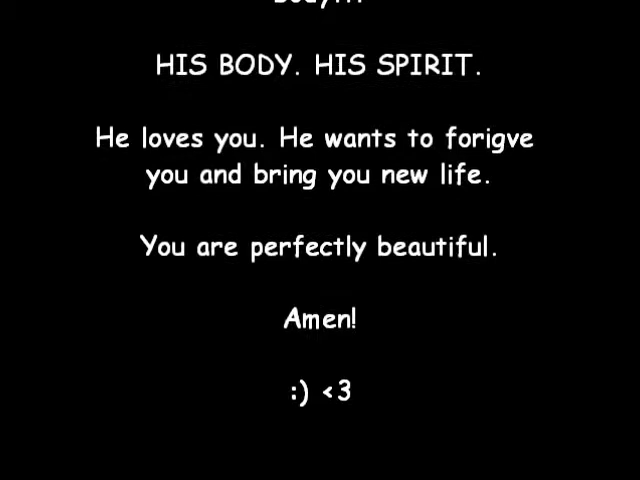 HIS BODY. HIS SPIRIT.
He loves you. He wants to forigve
you and bring you new life.
You are perfectly beautiful.
Amen!
:) <3